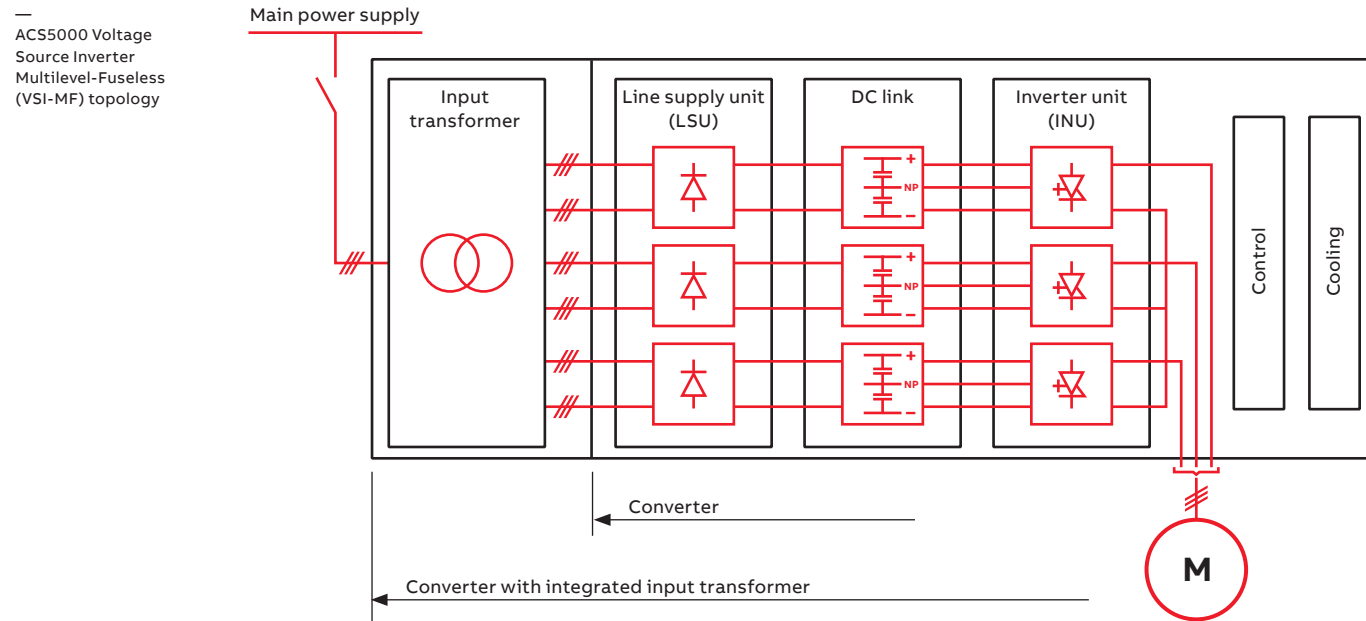 —
ACS5000 Voltage
Source Inverter
Multilevel-Fuseless
(VSI-MF) topology
Main power supply
Input
transformer
Line supply unit
(LSU)
DC link
Inverter unit
(INU)
+
NP
−
+
NP
−
+
NP
−
Control
Cooling
Converter
M
Converter with integrated input transformer